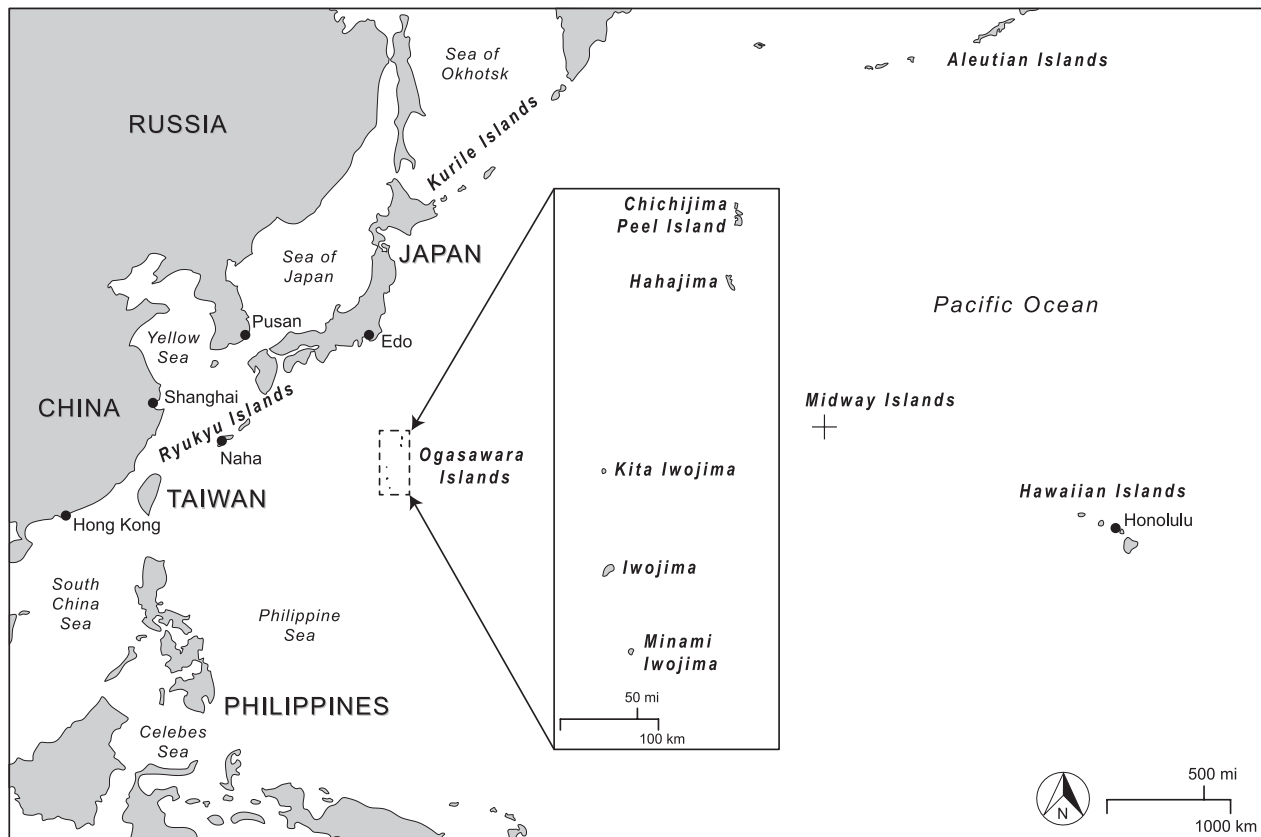 Sea of
Okhotsk
Aleutian Islands
RUSSIA
Kurile Islands
Chichijima
Peel Island
JAPAN
Sea of
Japan
Hahajima
Pacific Ocean
Pusan
Edo
Yellow
Sea
Shanghai
CHINA
Ryukyu Islands
Midway Islands
Naha
Ogasawara
Islands
Kita Iwojima
TAIWAN
Hawaiian Islands
Hong Kong
Honolulu
Iwojima
South
China
Sea
Philippine
Sea
Minami
Iwojima
PHILIPPINES
50 mi
100 km
Celebes
Sea
N
500 mi
1000 km